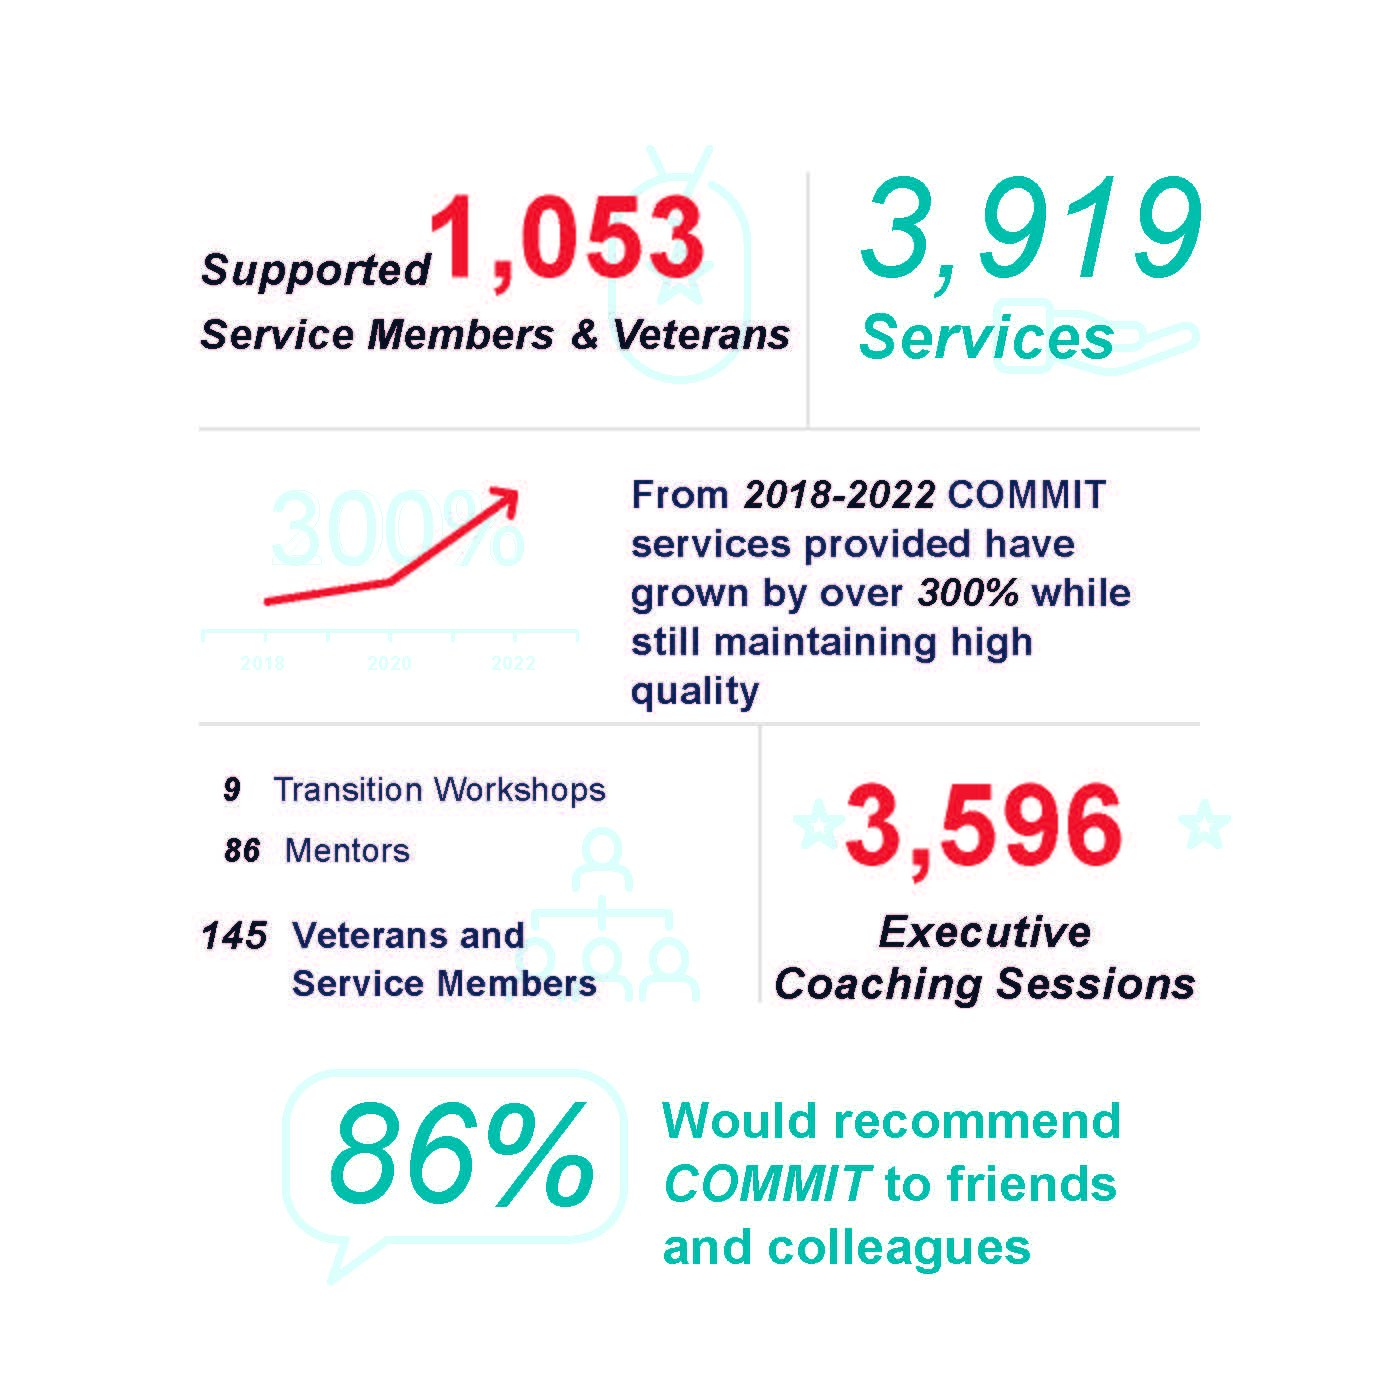 Supported 1,053
Service Members & Veterans
3,919
Services
300%
2018 2020 2022
From 2018-2022 COMMIT
services provided have
grown by over 300% while
still maintaining high
quality
9 Transition Workshops
86 Mentors
145 Veterans and
Service Members
3,596
Executive
Coaching Sessions
86%
Would recommend
COMMIT to friends
and colleagues